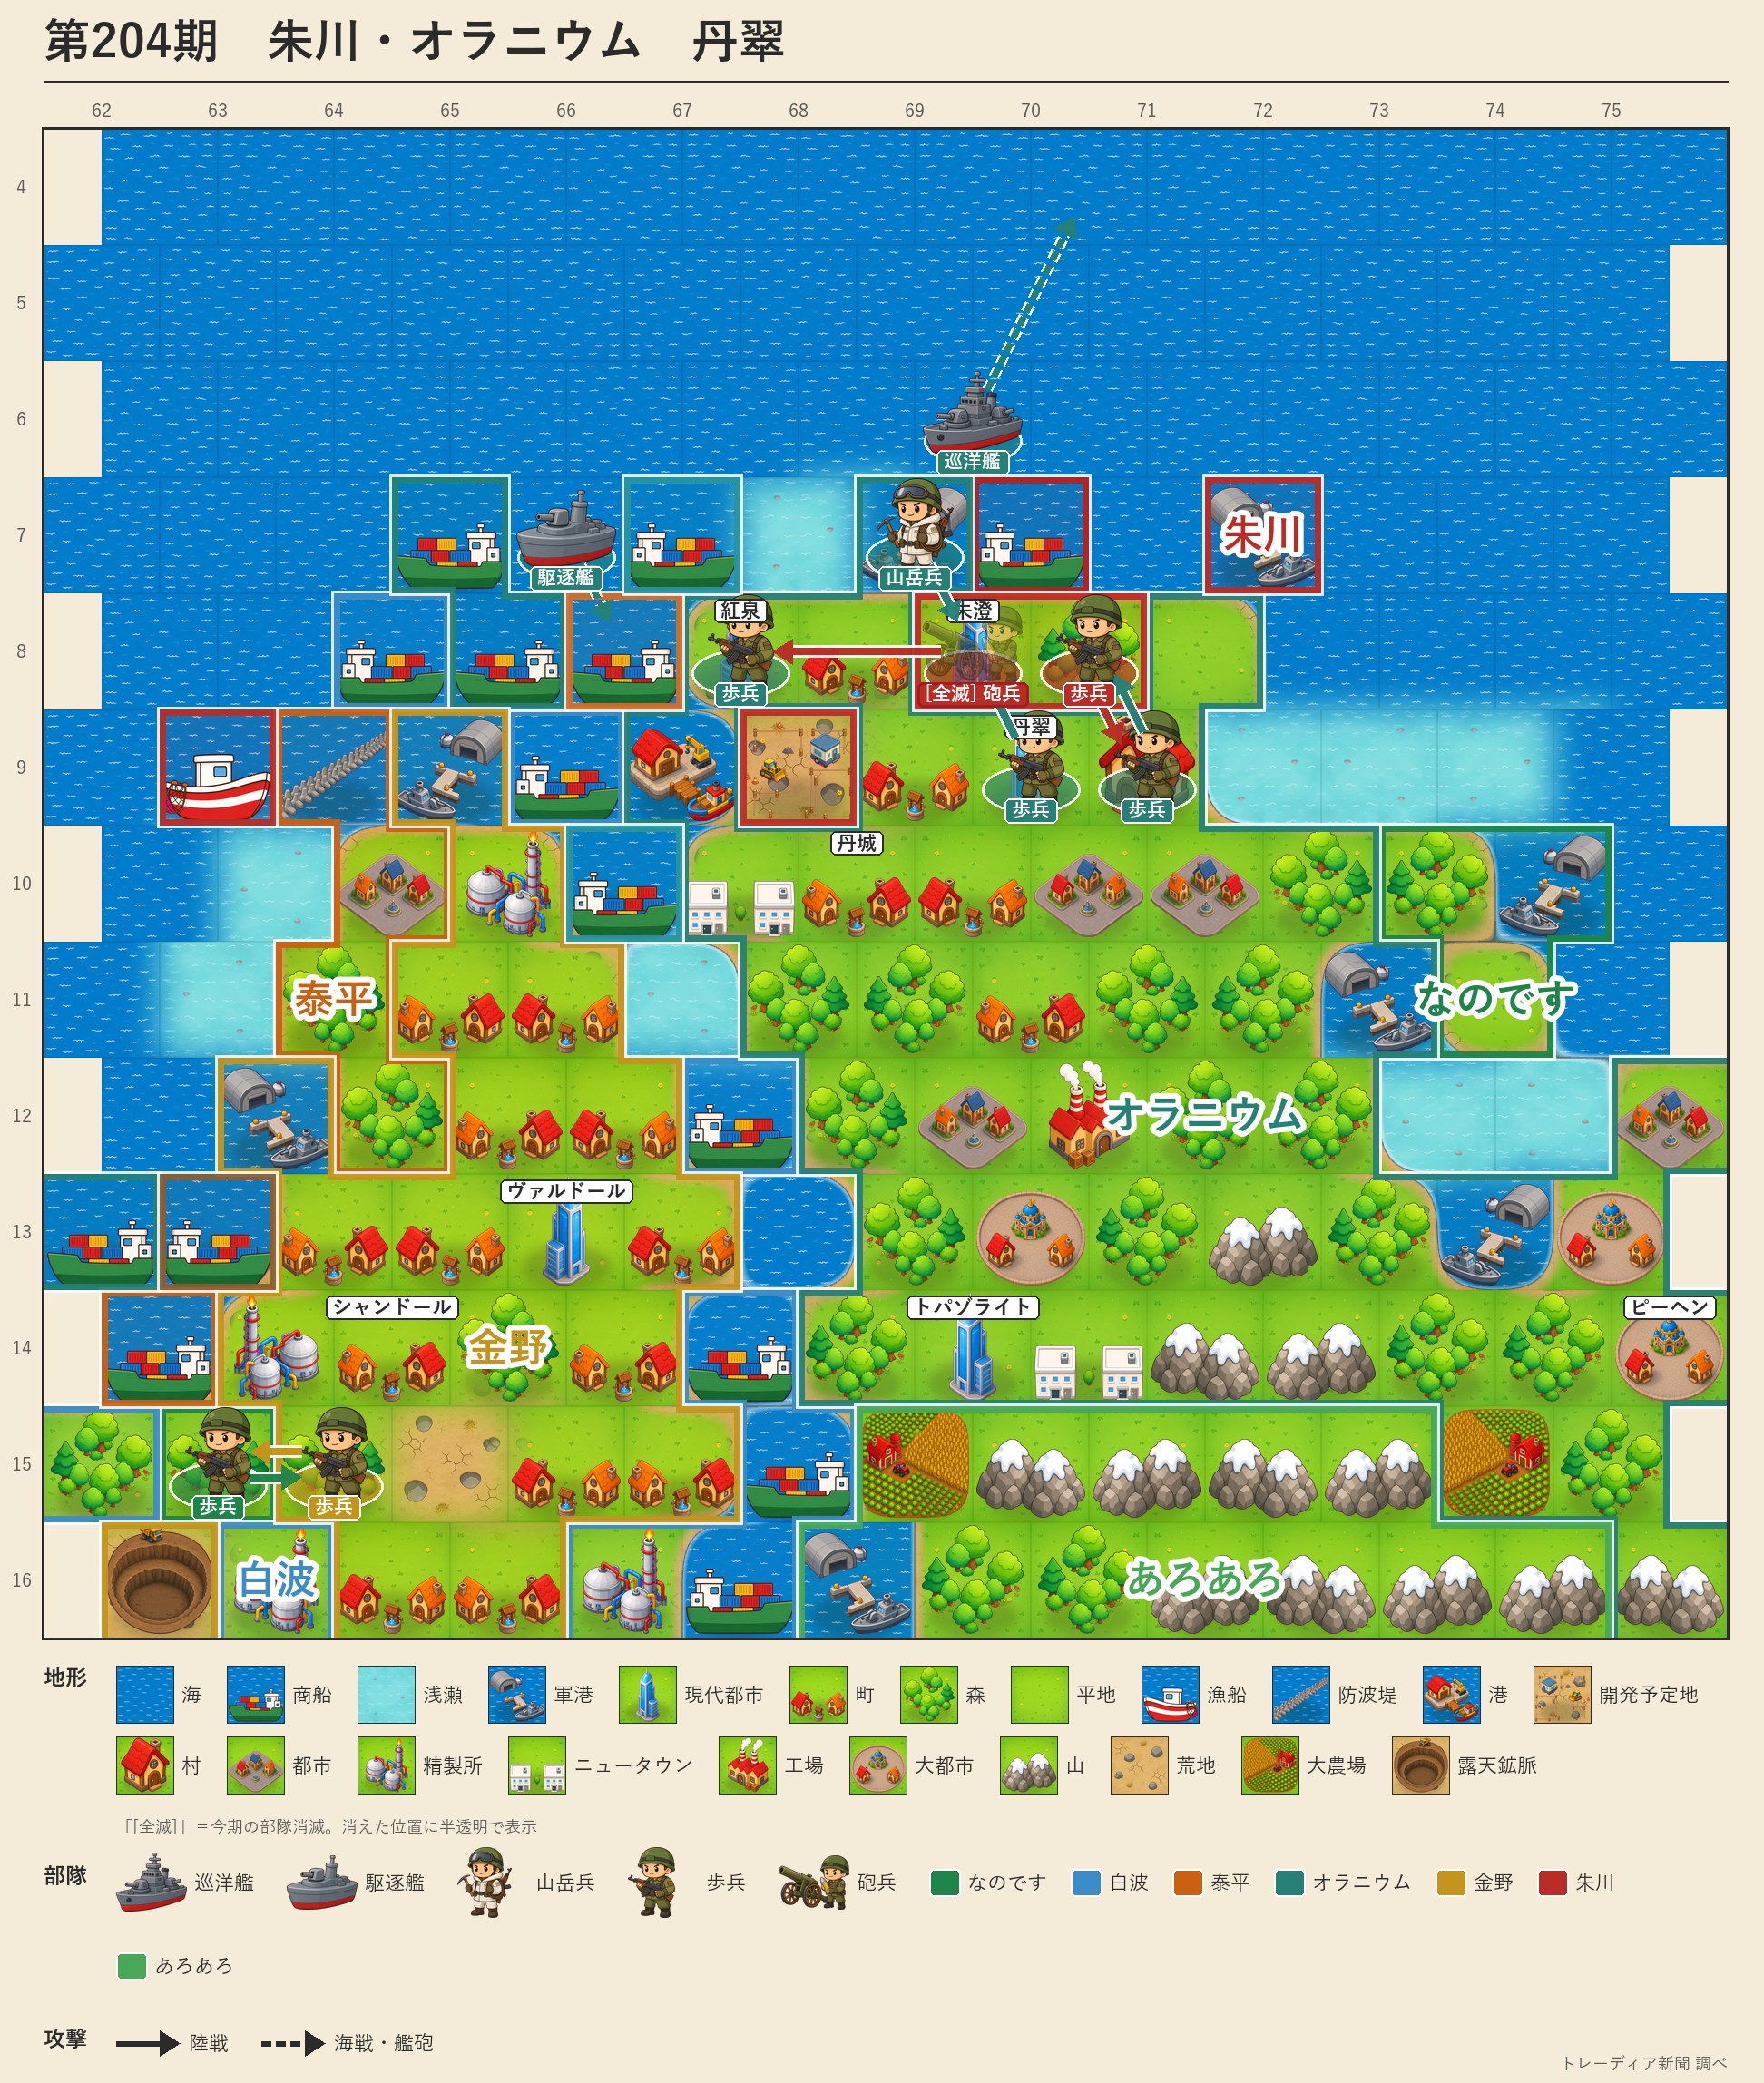 第204期　朱川・オラニウム　丹翠
62 63 64 65 66 67 68 69 70 71 72 73 74 75
4
5
6
巡洋艦
7
駆逐艦
山岳兵
朱川
8
紅泉
朱澄
歩兵
[全滅] 砲兵
歩兵
9
丹翠
歩兵
歩兵
10
丹城
11
泰平
なのです
12
オラニウム
13
ヴァルドール
14
シャンドール
金野
トパゾライト
ピーヘン
15
歩兵
歩兵
16
白波
あろあろ
地形 海 商船 浅瀬 軍港 現代都市 町 森 平地 漁船 防波堤 港 開発予定地
村 都市 精製所 ニュータウン 工場 大都市 山 荒地 大農場 露天鉱脈
「[全滅]」＝今期の部隊消滅。消えた位置に半透明で表示
部隊 巡洋艦 駆逐艦 山岳兵 歩兵 砲兵 なのです 白波 泰平 オラニウム 金野 朱川
あろあろ
攻撃 陸戦 海戦・艦砲
トレーディア新聞 調べ